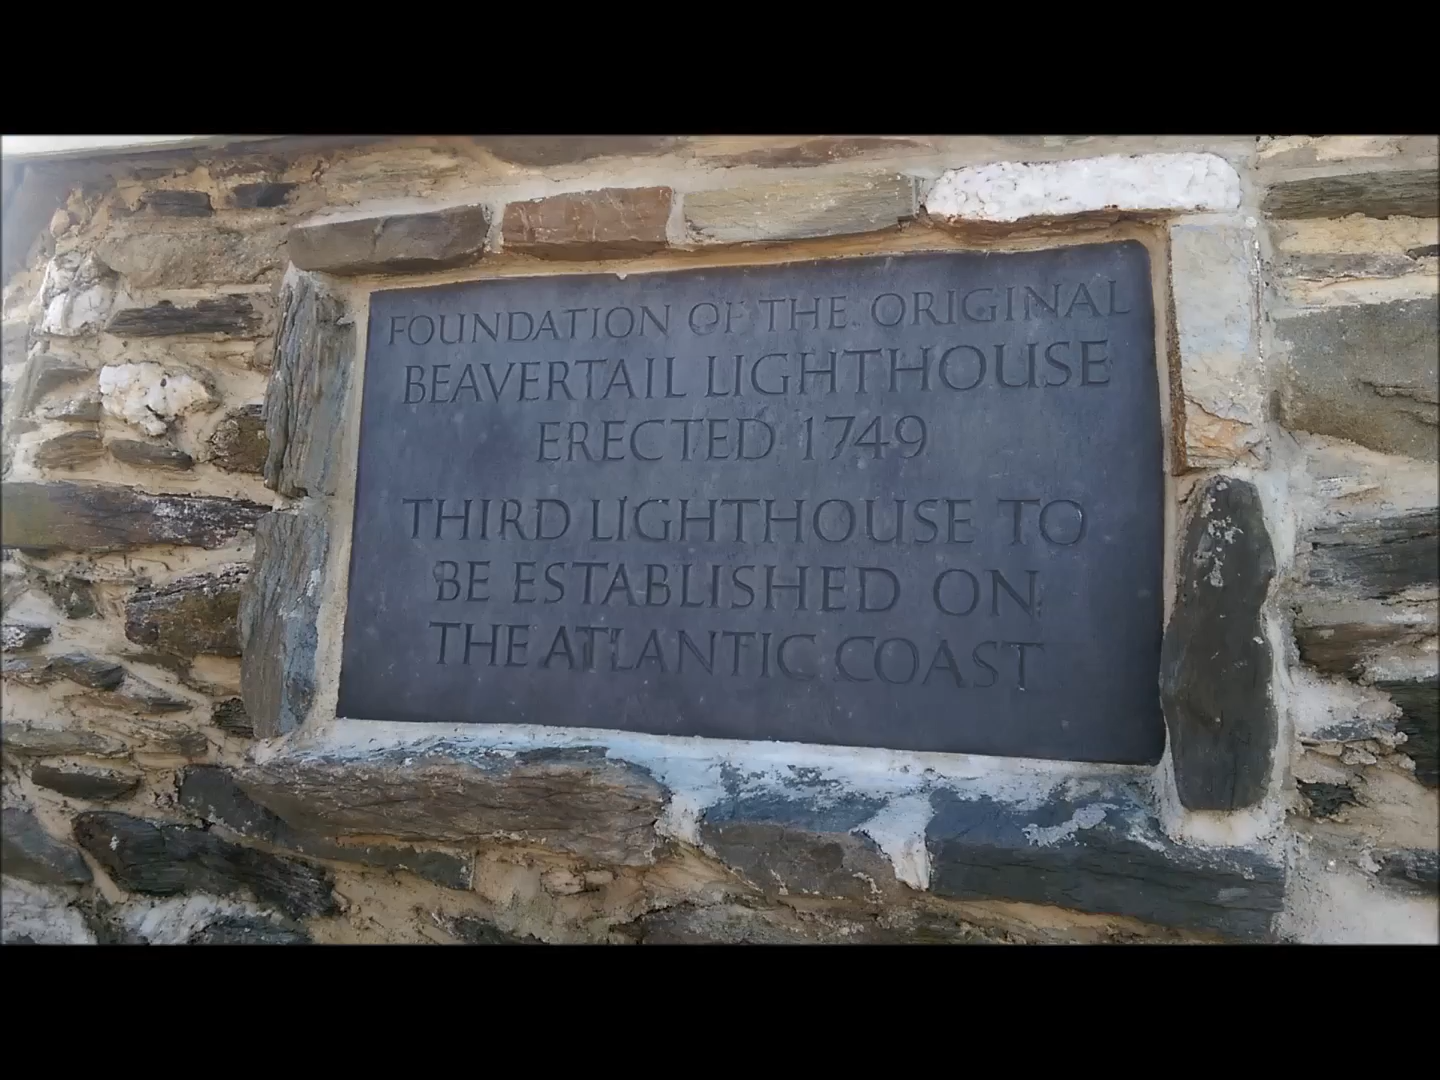 FOUNDATION OF THE ORIGINAL
BEAVERTAIL LIGHTHOUSE
ERECTED 1749
THIRD LIGHTHOUSE TO
BE ESTABLISHED ON
THE ATLANTIC COAST